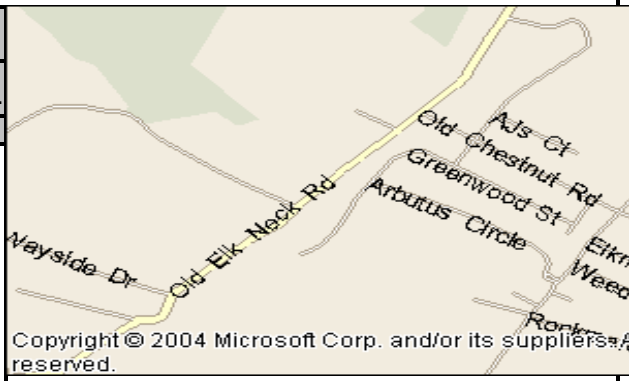 AJs Ct
Old Chestnut Rd
Greenwood St
Arbutus Circle
Old Elk Neck Rd
Wayside Dr
Copyright © 2004 Microsoft Corp. and/or its suppliers.
reserved.